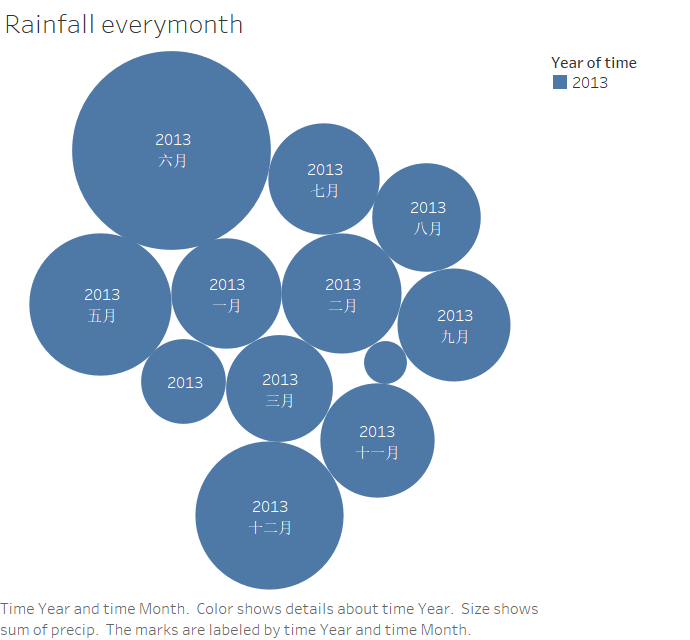 Rainfall everymonth
Year of time
2013
2013
六月
2013
七月
2013
八月
2013
五月
2013
一月
2013
二月
2013
九月
2013
2013
三月
2013
十一月
2013
十二月
Time Year and time Month.  Color shows details about time Year.  Size shows
sum of precip.  The marks are labeled by time Year and time Month.